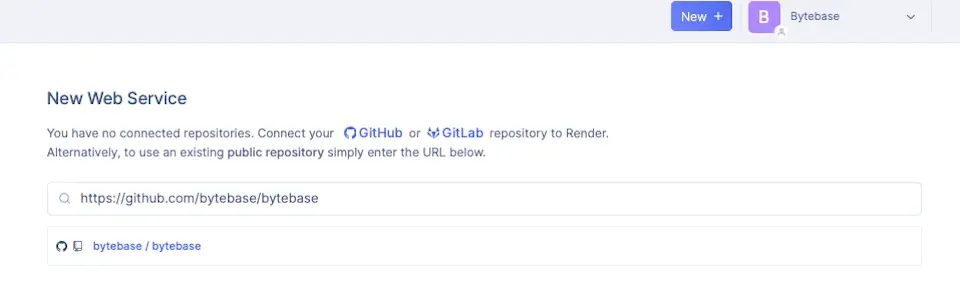 New +
B
Bytebase
New Web Service
You have no connected repositories. Connect your GitHub or GitLab repository to Render.
Alternatively, to use an existing public repository simply enter the URL below.
https://github.com/bytebase/bytebase
bytebase / bytebase